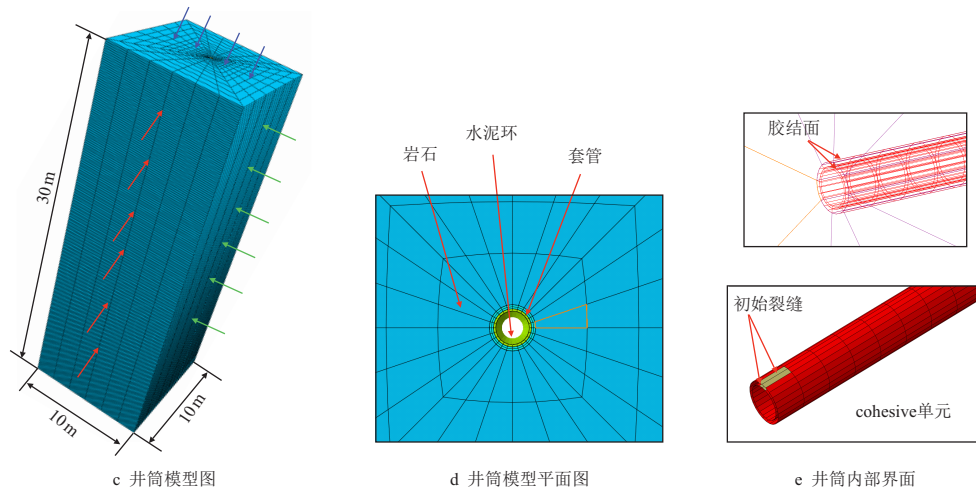 30 m
10 m
10 m
c 井筒模型图
水泥环
岩石
套管
d 井筒模型平面图
胶结面
初始裂缝
cohesive单元
e 井筒内部界面